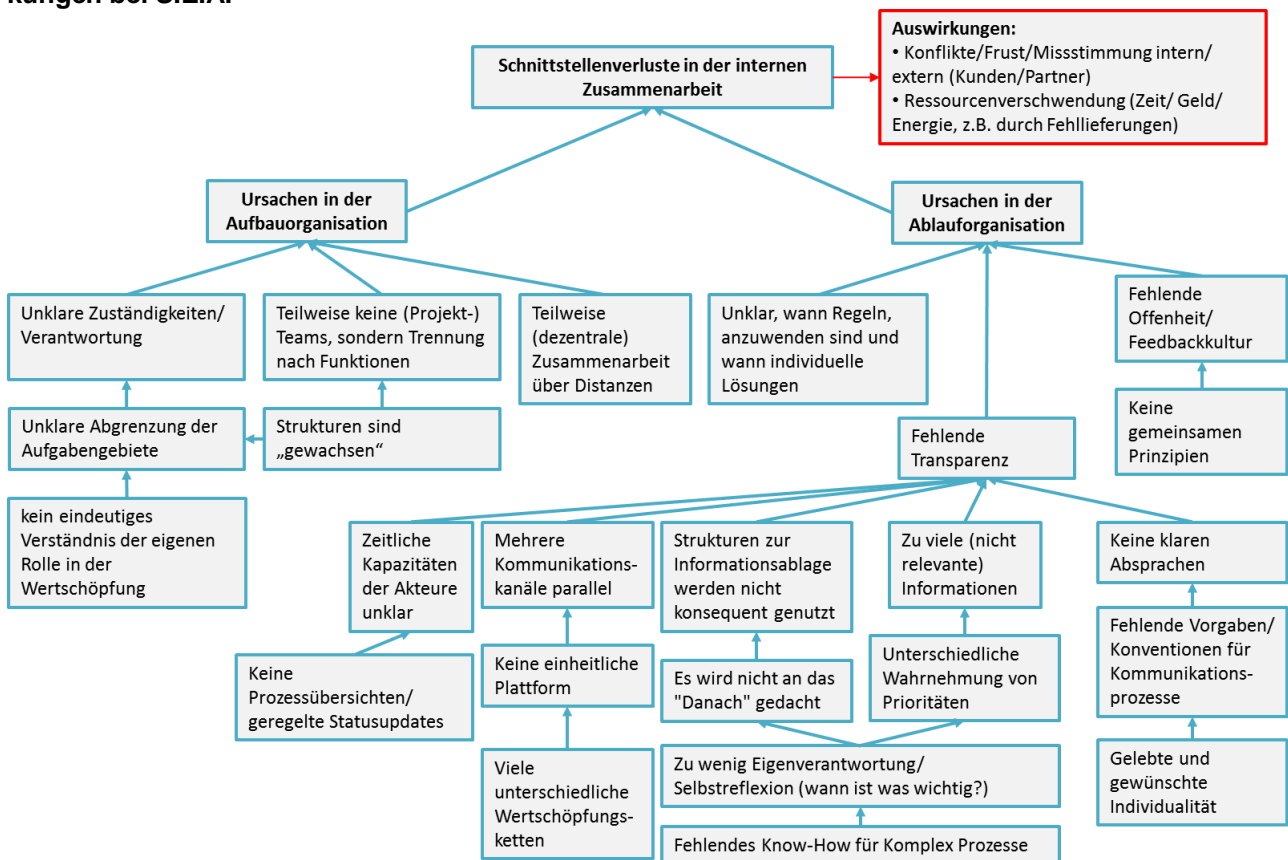 kungen bei S.E.I.A.
Auswirkungen:
• Konflikte/Frust/Missstimmung intern/
extern (Kunden/Partner)
• Ressourcenverschwendung (Zeit/ Geld/
Energie, z.B. durch Fehllieferungen)
Schnittstellenverluste in der internen
Zusammenarbeit
Ursachen in der
Aufbauorganisation
Ursachen in der
Ablauforganisation
Unklare Zuständigkeiten/
Verantwortung
Teilweise keine (Projekt-)
Teams, sondern Trennung
nach Funktionen
Teilweise
(dezentrale)
Zusammenarbeit
über Distanzen
Unklar, wann Regeln,
anzuwenden sind und
wann individuelle
Lösungen
Fehlende
Offenheit/
Feedbackkultur
Unklare Abgrenzung der
Aufgabengebiete
Strukturen sind
„gewachsen“
Fehlende
Transparenz
Keine
gemeinsamen
Prinzipien
kein eindeutiges
Verständnis der eigenen
Rolle in der
Wertschöpfung
Zeitliche
Kapazitäten
der Akteure
unklar
Mehrere
Kommunikations-
kanäle parallel
Strukturen zur
Informationsablage
werden nicht
konsequent genutzt
Zu viele (nicht
relevante)
Informationen
Keine klaren
Absprachen
Keine
Prozessübersichten/
geregelte Statusupdates
Keine einheitliche
Plattform
Es wird nicht an das
"Danach" gedacht
Unterschiedliche
Wahrnehmung von
Prioritäten
Fehlende Vorgaben/
Konventionen für
Kommunikations-
prozesse
Viele
unterschiedliche
Wertschöpfungs-
ketten
Zu wenig Eigenverantwortung/
Selbstreflexion (wann ist was wichtig?)
Gelebte und
gewünschte
Individualität
Fehlendes Know-How für Komplex Prozesse